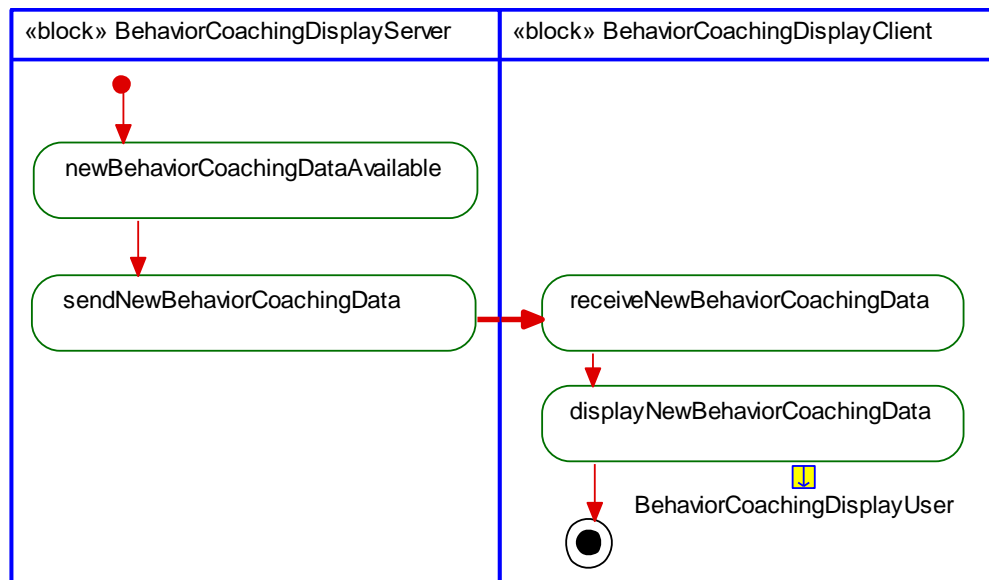 «block» BehaviorCoachingDisplayServer
«block» BehaviorCoachingDisplayClient
newBehaviorCoachingDataAvailable
sendNewBehaviorCoachingData
receiveNewBehaviorCoachingData
displayNewBehaviorCoachingData
BehaviorCoachingDisplayUser